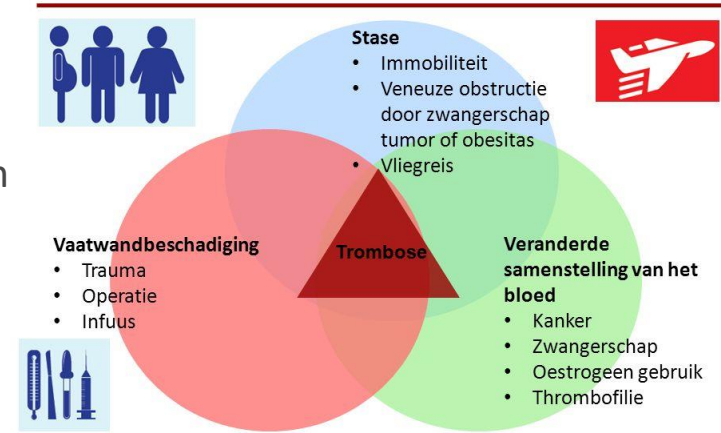 Stase
• Immobiliteit
• Veneuze obstructie
door zwangerschap
tumor of obesitas
• Vliegreis
Vaatwandbeschadiging
• Trauma
• Operatie
• Infuus
Trombose
Veranderde
samenstelling van het
bloed
• Kanker
• Zwangerschap
• Oestrogeen gebruik
• Thrombofilie